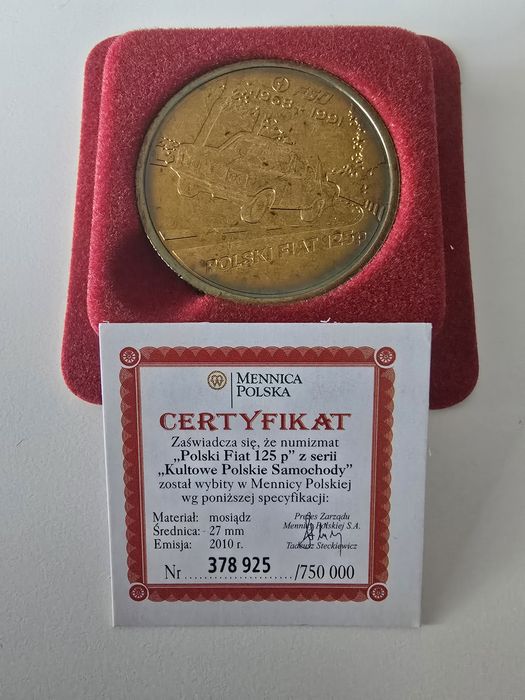 FSO
1968 - 1991
POLSKI FIAT 125p
MENNICA
POLSKA
CERTYFIKAT
Zaświadcza się, że numizmat
„Polski Fiat 125 p” z serii
„Kultowe Polskie Samochody”
został wybity w Mennicy Polskiej
wg poniższej specyfikacji:
Materiał: mosiądz
Średnica: 27 mm
Emisja: 2010 r.
Prezes Zarządu
Mennicy Polskiej S.A.
Tadeusz Steckiewicz
Nr 378 925 /750 000